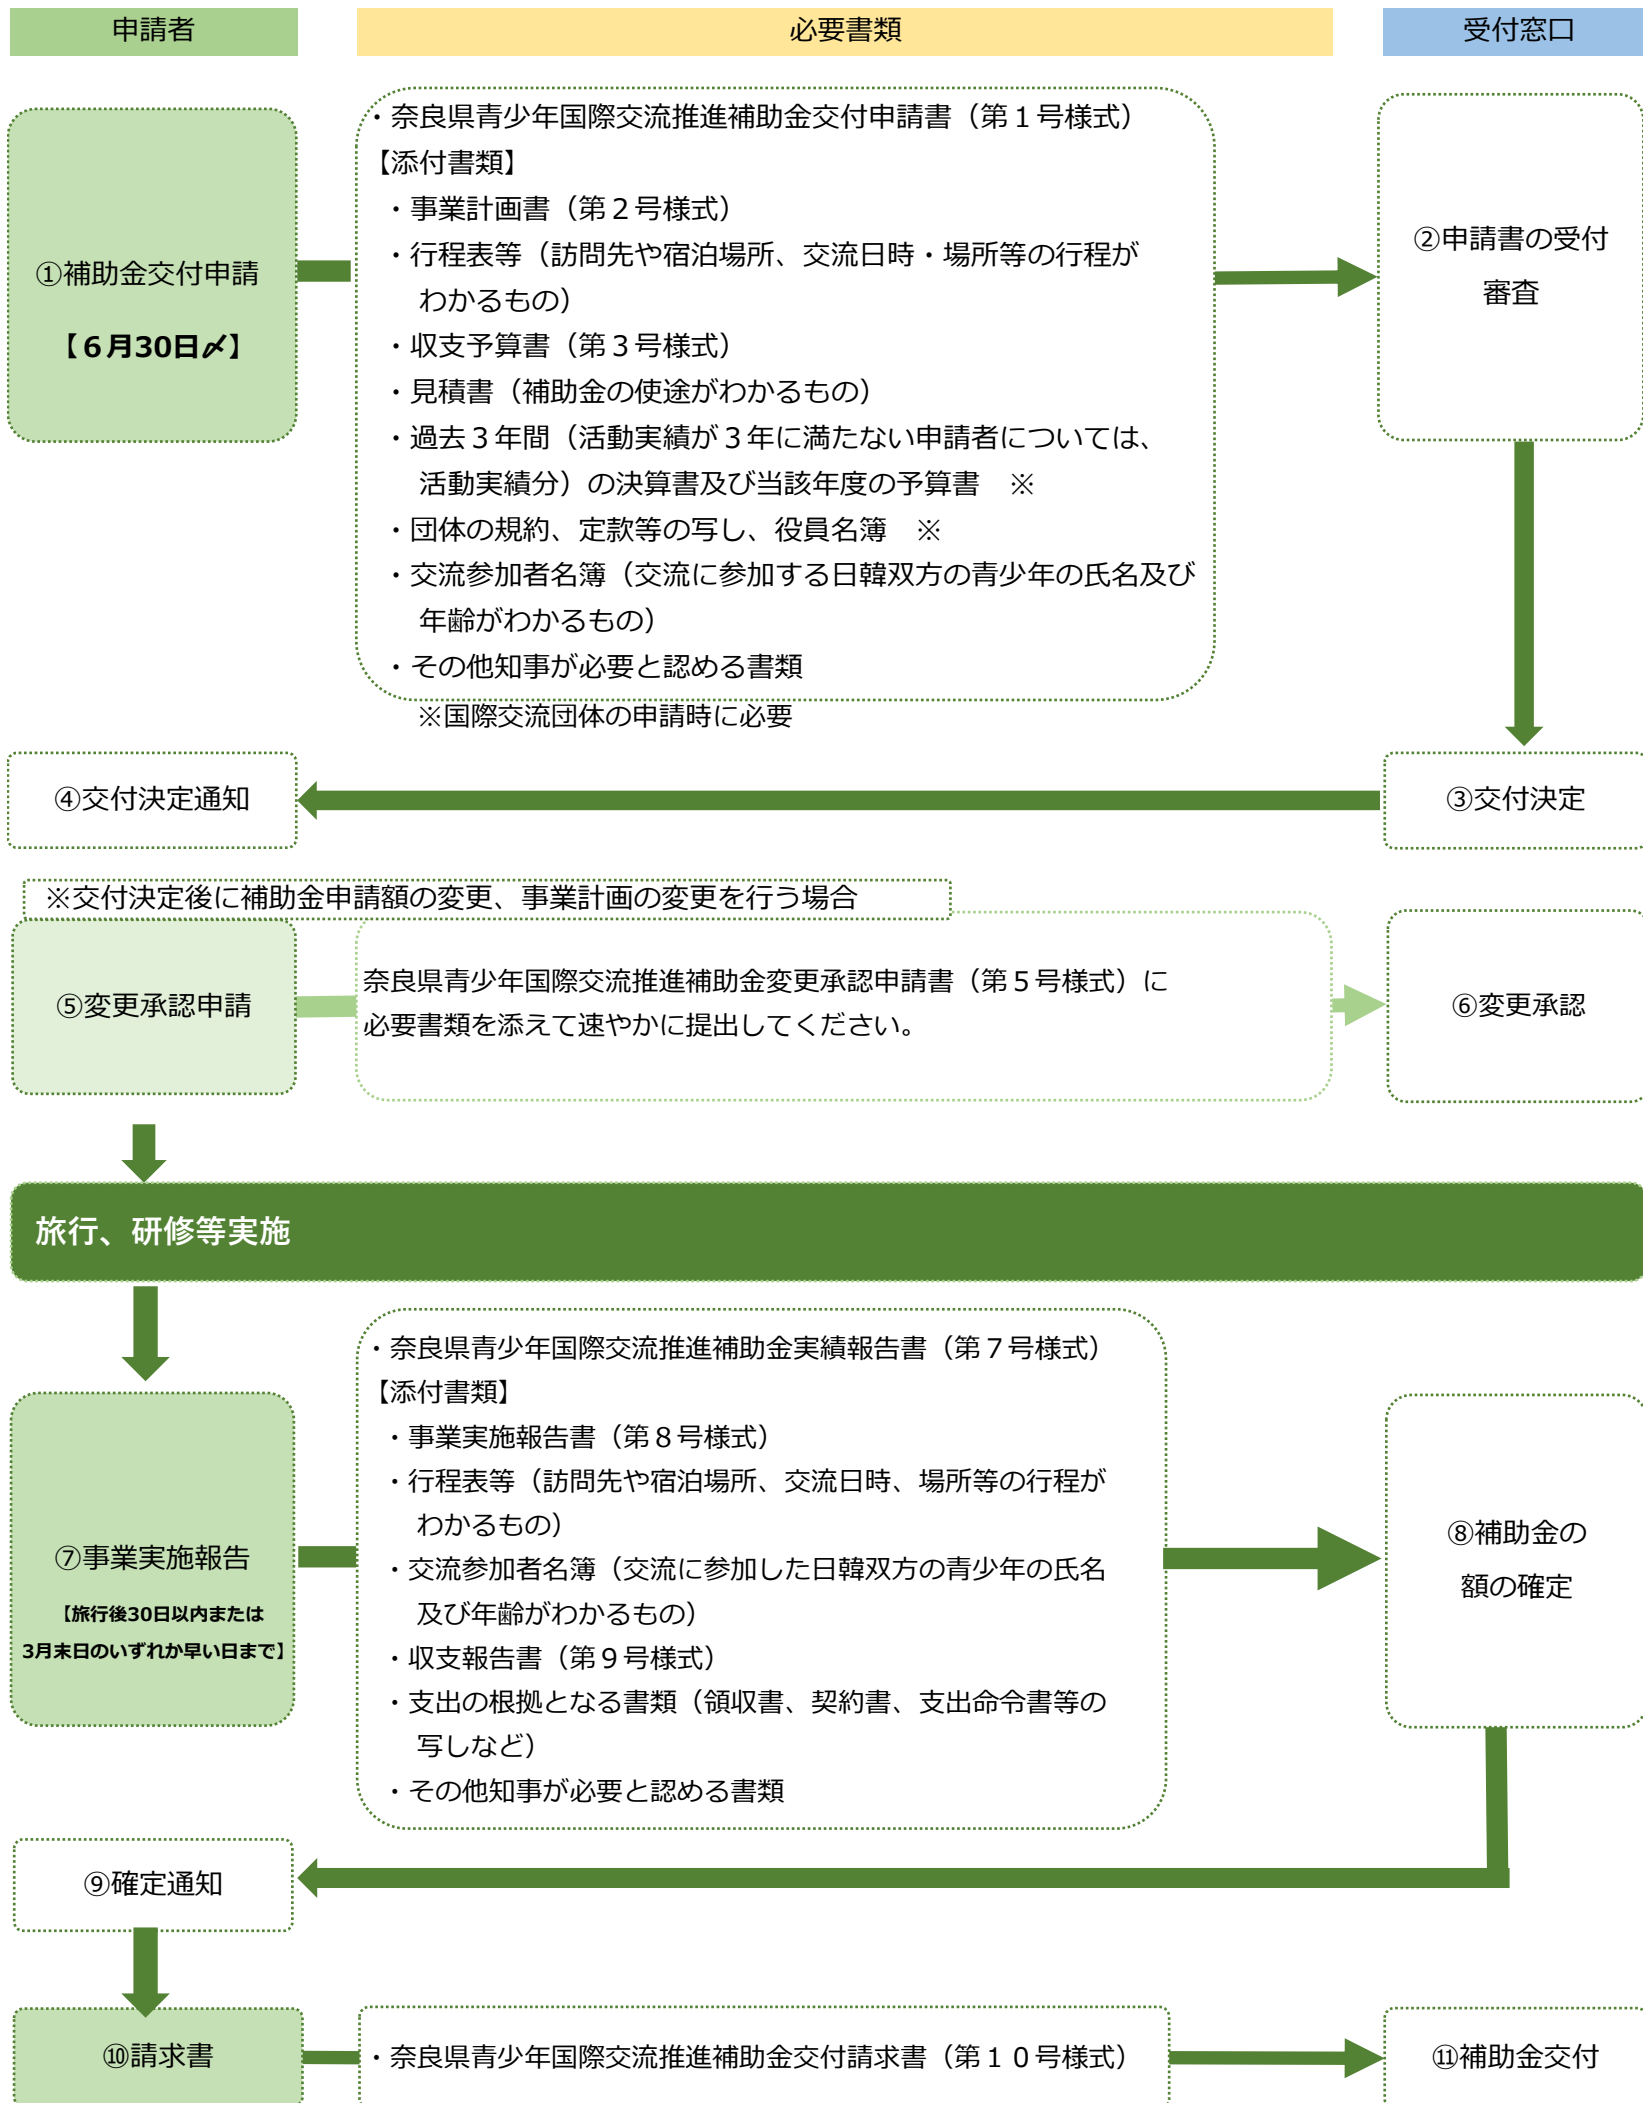 申請者
必要書類
受付窓口
①補助金交付申請
【６月30日〆】
・奈良県青少年国際交流推進補助金交付申請書（第１号様式）
【添付書類】
・事業計画書（第２号様式）
・行程表等（訪問先や宿泊場所、交流日時・場所等の行程が
わかるもの）
・収支予算書（第３号様式）
・見積書（補助金の使途がわかるもの）
・過去３年間（活動実績が３年に満たない申請者については、
活動実績分）の決算書及び当該年度の予算書　※
・団体の規約、定款等の写し、役員名簿　※
・交流参加者名簿（交流に参加する日韓双方の青少年の氏名及び
年齢がわかるもの）
・その他知事が必要と認める書類
※国際交流団体の申請時に必要
②申請書の受付
審査
④交付決定通知
③交付決定
※交付決定後に補助金申請額の変更、事業計画の変更を行う場合
⑤変更承認申請
奈良県青少年国際交流推進補助金変更承認申請書（第５号様式）に
必要書類を添えて速やかに提出してください。
⑥変更承認
旅行、研修等実施
⑦事業実施報告
【旅行後30日以内または
3月末日のいずれか早い日まで】
・奈良県青少年国際交流推進補助金実績報告書（第７号様式）
【添付書類】
・事業実施報告書（第８号様式）
・行程表等（訪問先や宿泊場所、交流日時、場所等の行程が
わかるもの）
・交流参加者名簿（交流に参加した日韓双方の青少年の氏名
及び年齢がわかるもの）
・収支報告書（第９号様式）
・支出の根拠となる書類（領収書、契約書、支出命令書等の
写しなど）
・その他知事が必要と認める書類
⑧補助金の
額の確定
⑨確定通知
⑩請求書
・奈良県青少年国際交流推進補助金交付請求書（第１０号様式）
⑪補助金交付